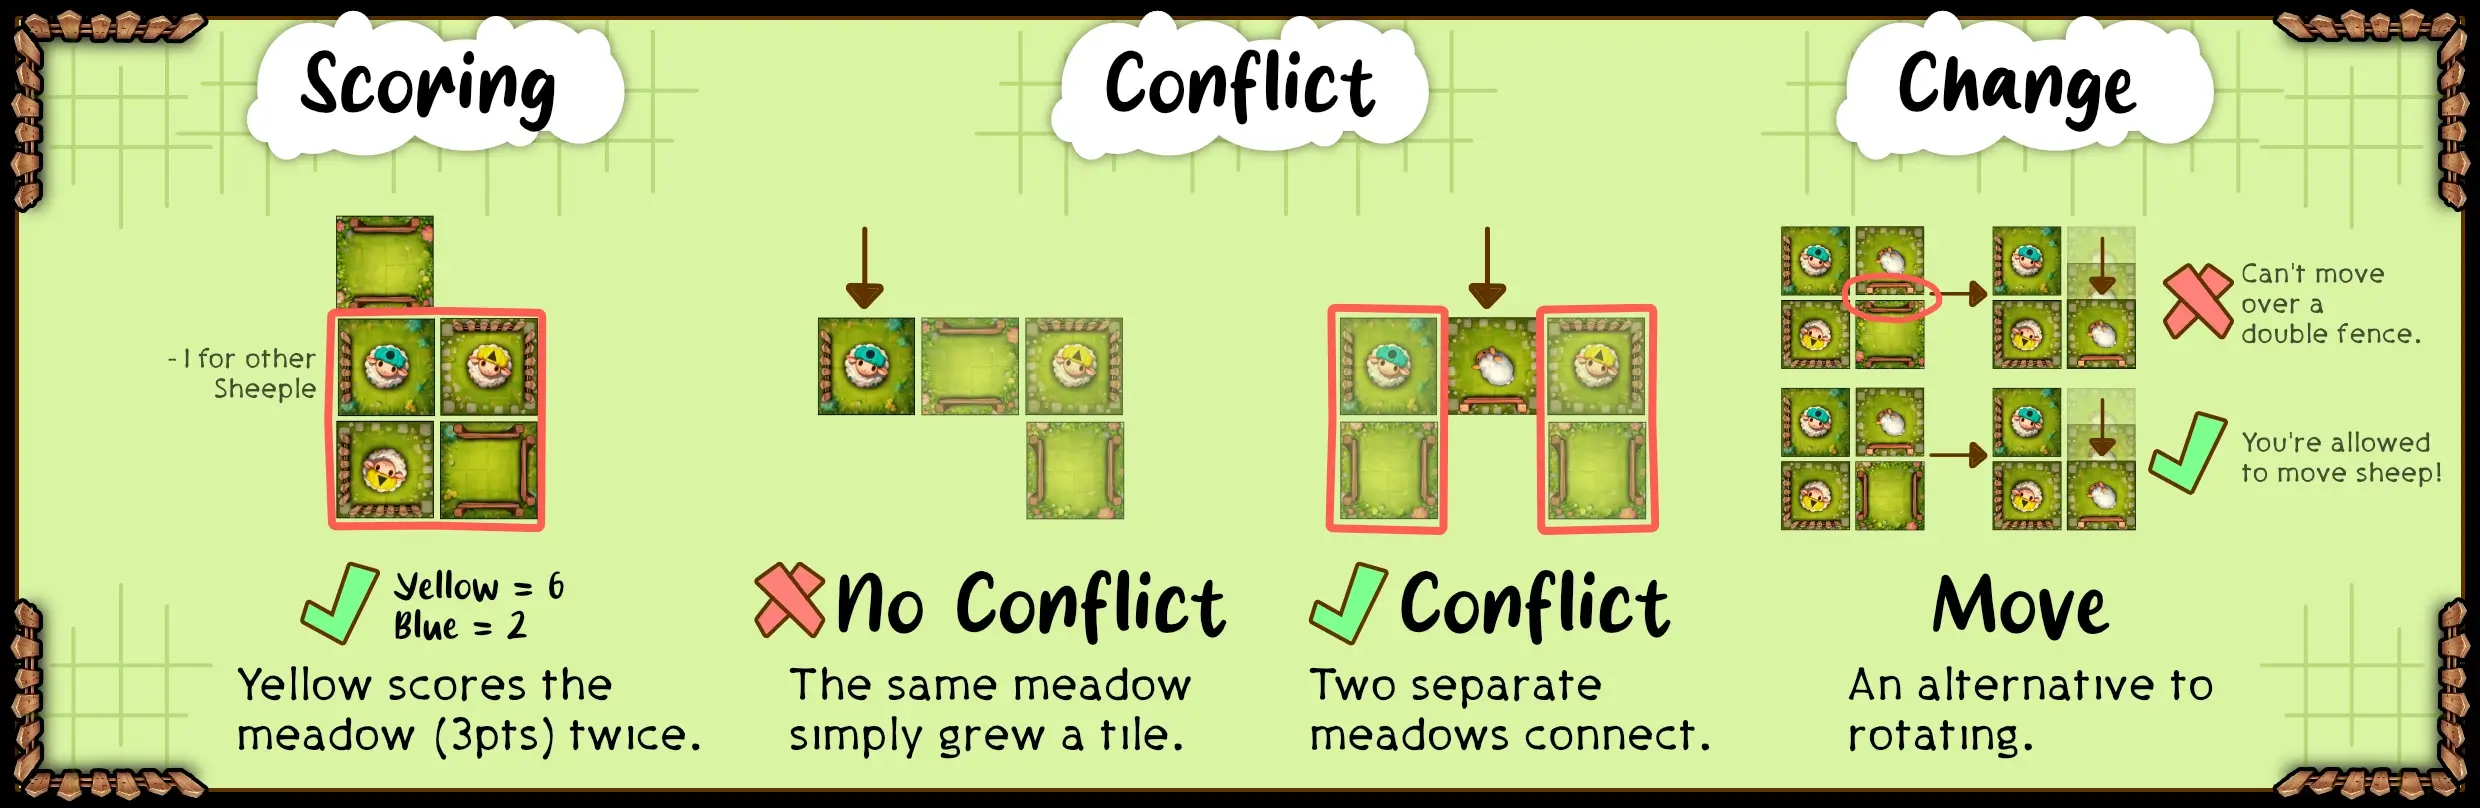 Scoring
- 1 for other
Sheeple
Yellow = 6
Blue = 2
Yellow scores the
meadow (3pts) twice.
Conflict
No Conflict
The same meadow
simply grew a tile.
Conflict
Two separate
meadows connect.
Change
Can't move
over a
double fence.
You're allowed
to move sheep!
Move
An alternative to
rotating.